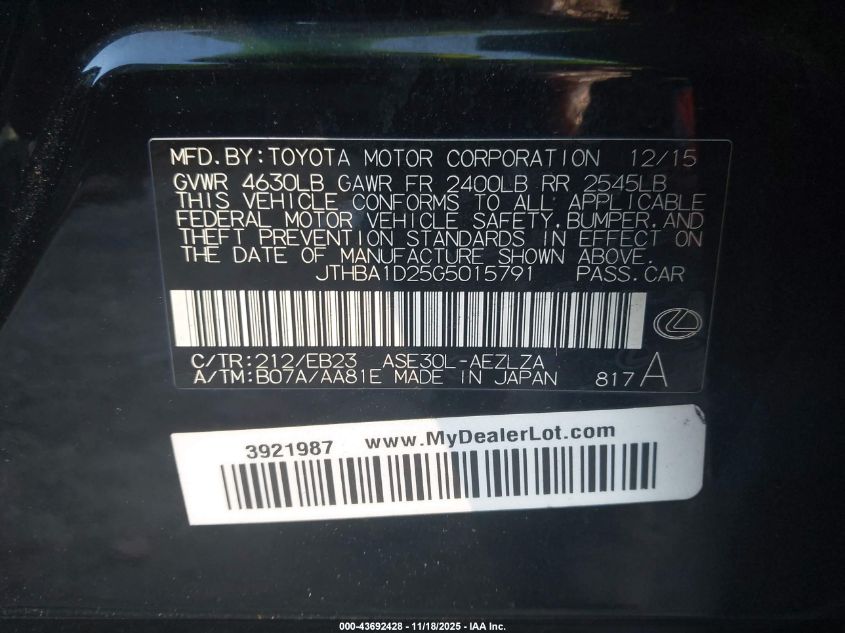 MFD.BY:TOYOTA MOTOR CORPORATION 12/15
GVWR 4630LB GAWR FR 2400LB RR 2545LB
THIS VEHICLE CONFORMS TO ALL APPLICABLE
FEDERAL MOTOR VEHICLE SAFETY,BUMPER,AND
THEFT PREVENTION STANDARDS IN EFFECT ON
THE DATE OF MANUFACTURE SHOWN ABOVE.
JTHBA1D25G5015791 PASS.CAR
C/TR:212/EB23 ASE30L-AEZLZA
A/TM:B07A/AA81E MADE IN JAPAN 817A
3921987 www.MyDealerLot.com
000-43692428 - 11/18/2025 - IAA Inc.